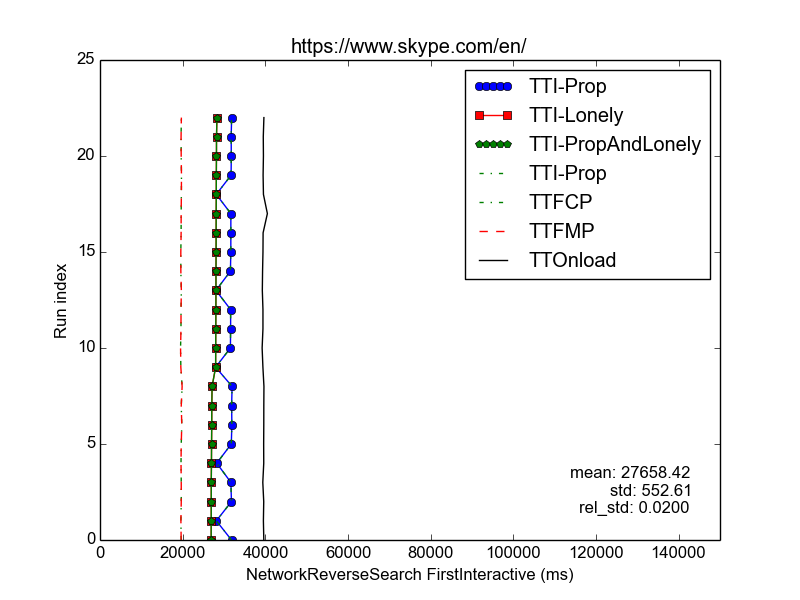 https://www.skype.com/en/
25
20
15
10
5
0
Run index
TTI-Prop
TTI-Lonely
TTI-PropAndLonely
TTI-Prop
TTFCP
TTFMP
TTOnload
mean: 27658.42
std: 552.61
rel_std: 0.0200
0 20000 40000 60000 80000 100000 120000 140000
NetworkReverseSearch FirstInteractive (ms)